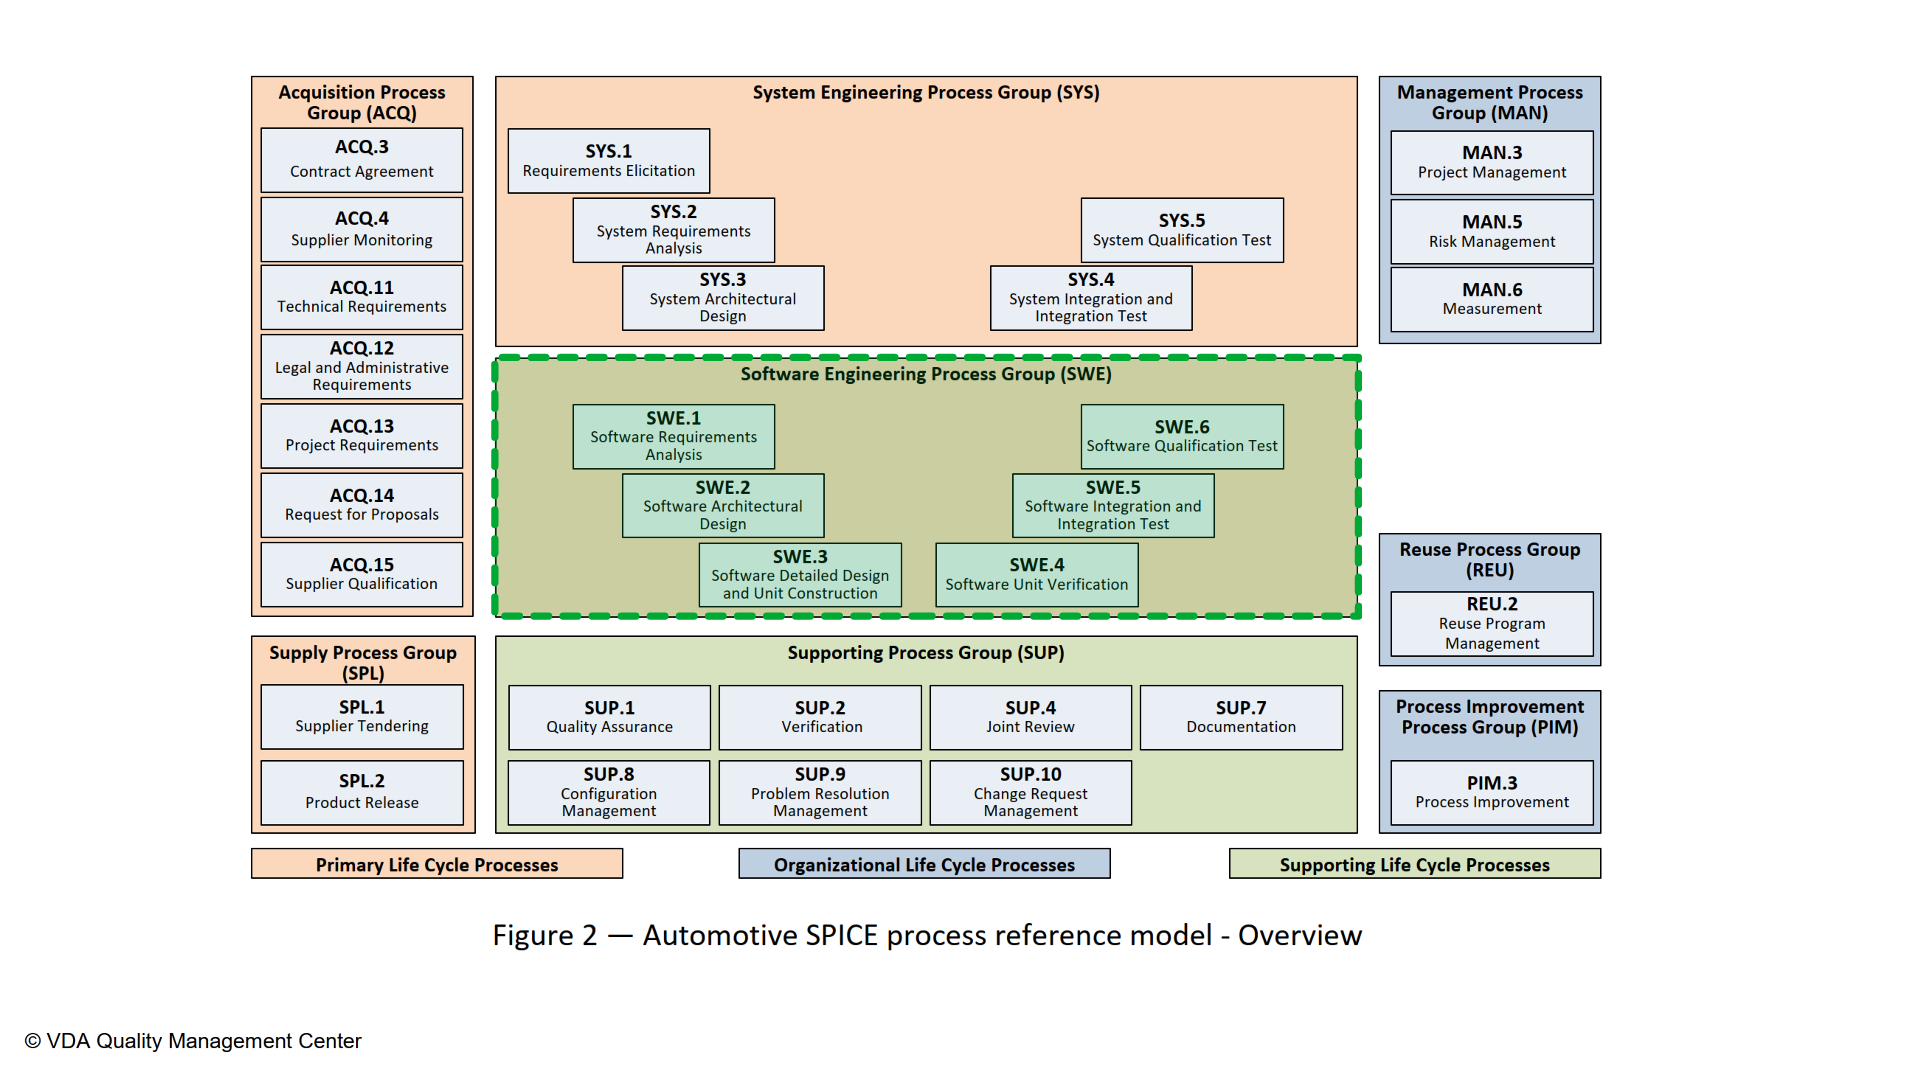 Acquisition Process
Group (ACQ)
ACQ.3
Contract Agreement
ACQ.4
Supplier Monitoring
ACQ.11
Technical Requirements
ACQ.12
Legal and Administrative
Requirements
ACQ.13
Project Requirements
ACQ.14
Request for Proposals
ACQ.15
Supplier Qualification
System Engineering Process Group (SYS)
SYS.1
Requirements Elicitation
SYS.2
System Requirements
Analysis
SYS.3
System Architectural
Design
SYS.5
System Qualification Test
SYS.4
System Integration and
Integration Test
Management Process
Group (MAN)
MAN.3
Project Management
MAN.5
Risk Management
MAN.6
Measurement
Software Engineering Process Group (SWE)
SWE.1
Software Requirements
Analysis
SWE.2
Software Architectural
Design
SWE.3
Software Detailed Design
and Unit Construction
SWE.6
Software Qualification Test
SWE.5
Software Integration and
Integration Test
SWE.4
Software Unit Verification
Reuse Process Group
(REU)
REU.2
Reuse Program
Management
Supply Process Group
(SPL)
SPL.1
Supplier Tendering
SPL.2
Product Release
Supporting Process Group (SUP)
SUP.1
Quality Assurance
SUP.2
Verification
SUP.4
Joint Review
SUP.7
Documentation
SUP.8
Configuration
Management
SUP.9
Problem Resolution
Management
SUP.10
Change Request
Management
Process Improvement
Process Group (PIM)
PIM.3
Process Improvement
Primary Life Cycle Processes
Organizational Life Cycle Processes
Supporting Life Cycle Processes
Figure 2 — Automotive SPICE process reference model - Overview
© VDA Quality Management Center